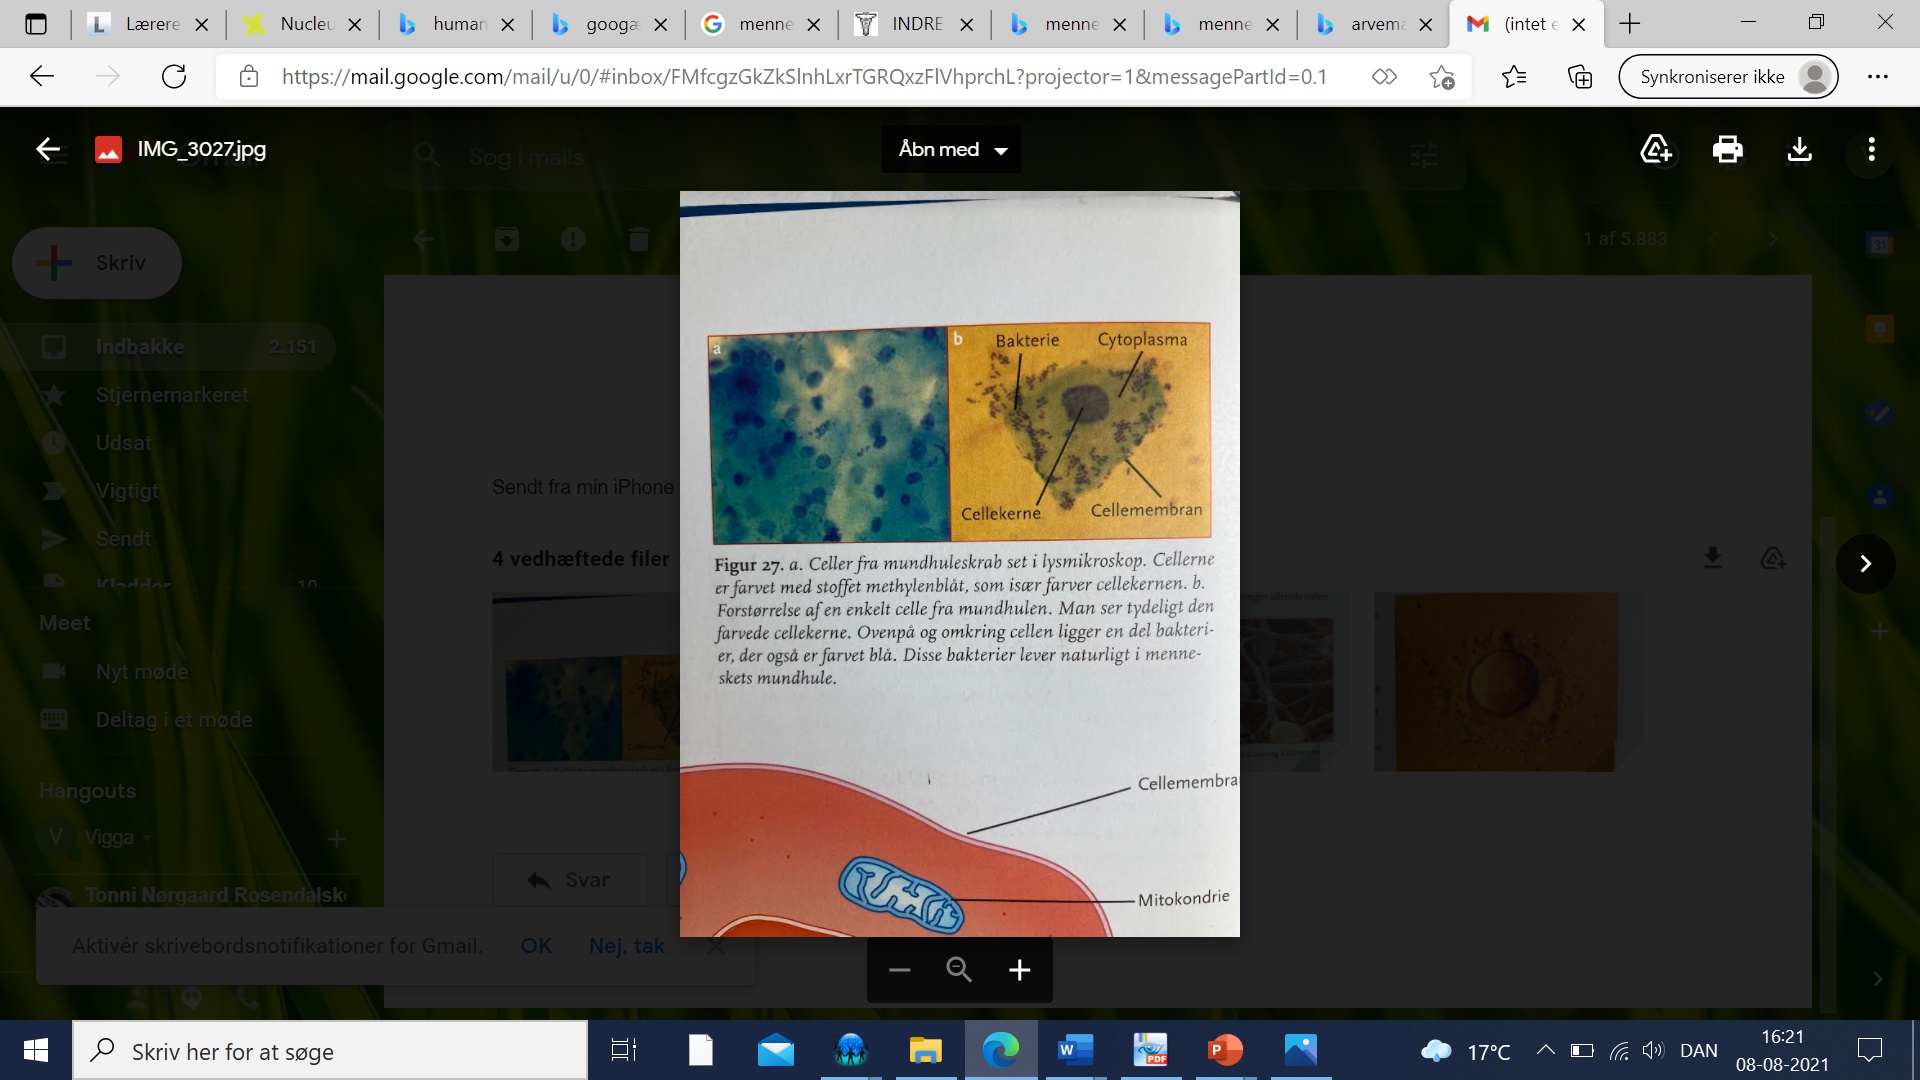 Lærere
Nucleu
human
googæ
menne
INDRE
menne
menne
arvema
(intet e
https://mail.google.com/mail/u/0/#inbox/FMfcgzGkZkSlnhLxrTGRQxzFlVhprchL?projector=1&messagePartId=0.1
Synkroniserer ikke
IMG_3027.jpg
Søg i mails
Åbn med
Skriv
1 af 5.883
Indbakke 2.151
Stjernemarkeret
Udsat
Vigtigt
Sendt
Kladder 10
Meet
Nyt møde
Deltag i et møde
Hangouts
V Vigga
Tonni Nørgaard Rosendalsk
Sendt fra min iPhone
4 vedhæftede filer
a
b
Bakterie
Cytoplasma
Cellekerne
Cellemembran
Figur 27. a. Celler fra mundhuleskrab set i lysmikroskop. Cellerne
er farvet med stoffet methylenblåt, som især farver cellekernen. b.
Forstørrelse af en enkelt celle fra mundhulen. Man ser tydeligt den
farvede cellekerne. Ovenpå og omkring cellen ligger en del bakteri-
er, der også er farvet blå. Disse bakterier lever naturligt i menne-
skets mundhule.
Cellemembra
Mitokondrie
Svar
Aktivér skrivebordsnotifikationer for Gmail. OK Nej, tak
Skriv her for at søge
17°C
DAN
16:21
08-08-2021